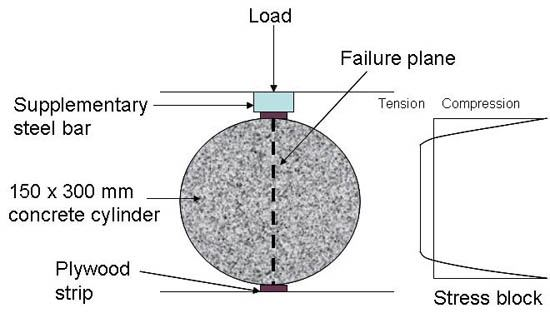 Load
Failure plane
Supplementary
steel bar
Tension
Compression
150 x 300 mm
concrete cylinder
Plywood
strip
Stress block